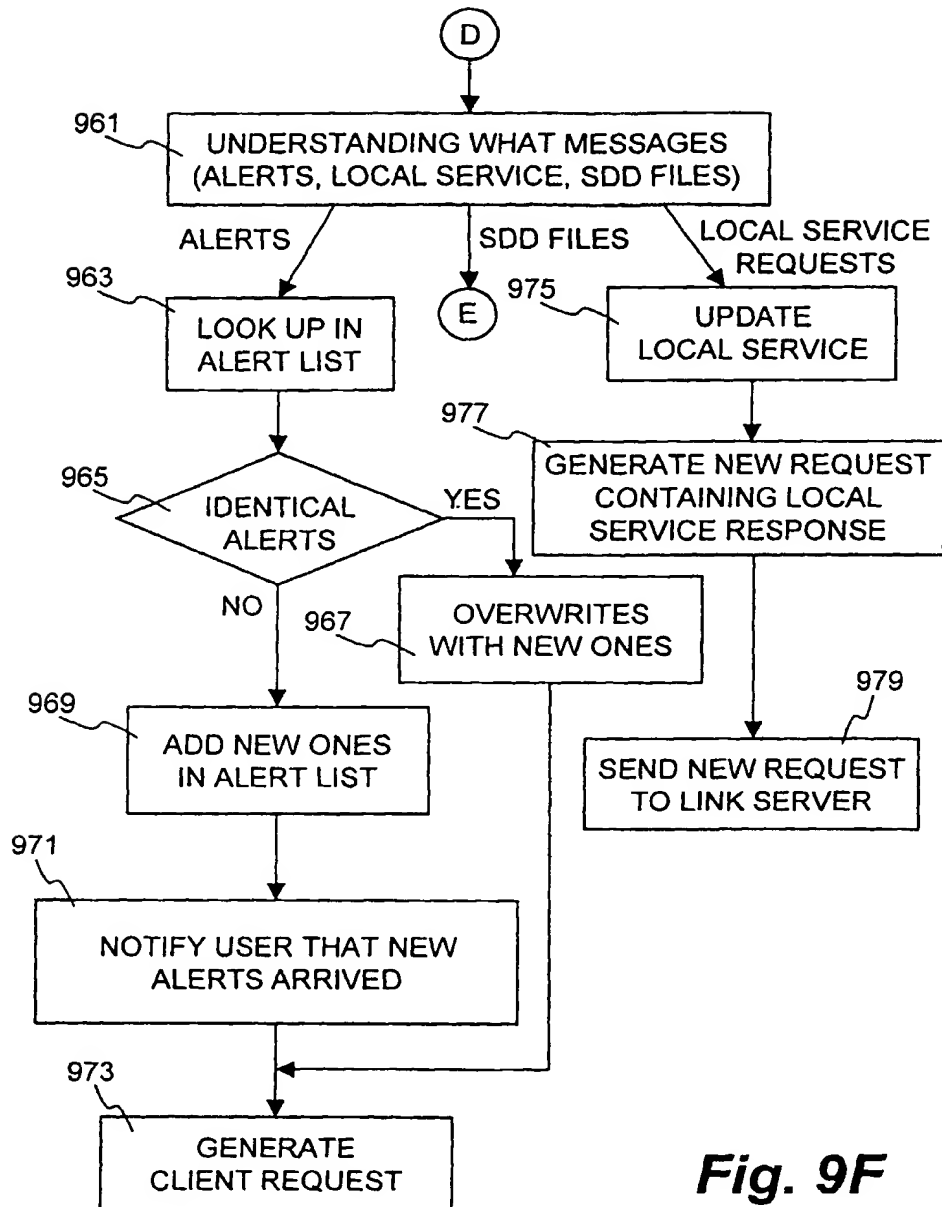 D
961
UNDERSTANDING WHAT MESSAGES
(ALERTS, LOCAL SERVICE, SDD FILES)
ALERTS
SDD FILES
LOCAL SERVICE
REQUESTS
963
LOOK UP IN
ALERT LIST
E
975
UPDATE
LOCAL SERVICE
977
GENERATE NEW REQUEST
CONTAINING LOCAL
SERVICE RESPONSE
965
IDENTICAL
ALERTS
YES
NO
967
OVERWRITES
WITH NEW ONES
969
ADD NEW ONES
IN ALERT LIST
979
SEND NEW REQUEST
TO LINK SERVER
971
NOTIFY USER THAT NEW
ALERTS ARRIVED
973
GENERATE
CLIENT REQUEST
Fig. 9F